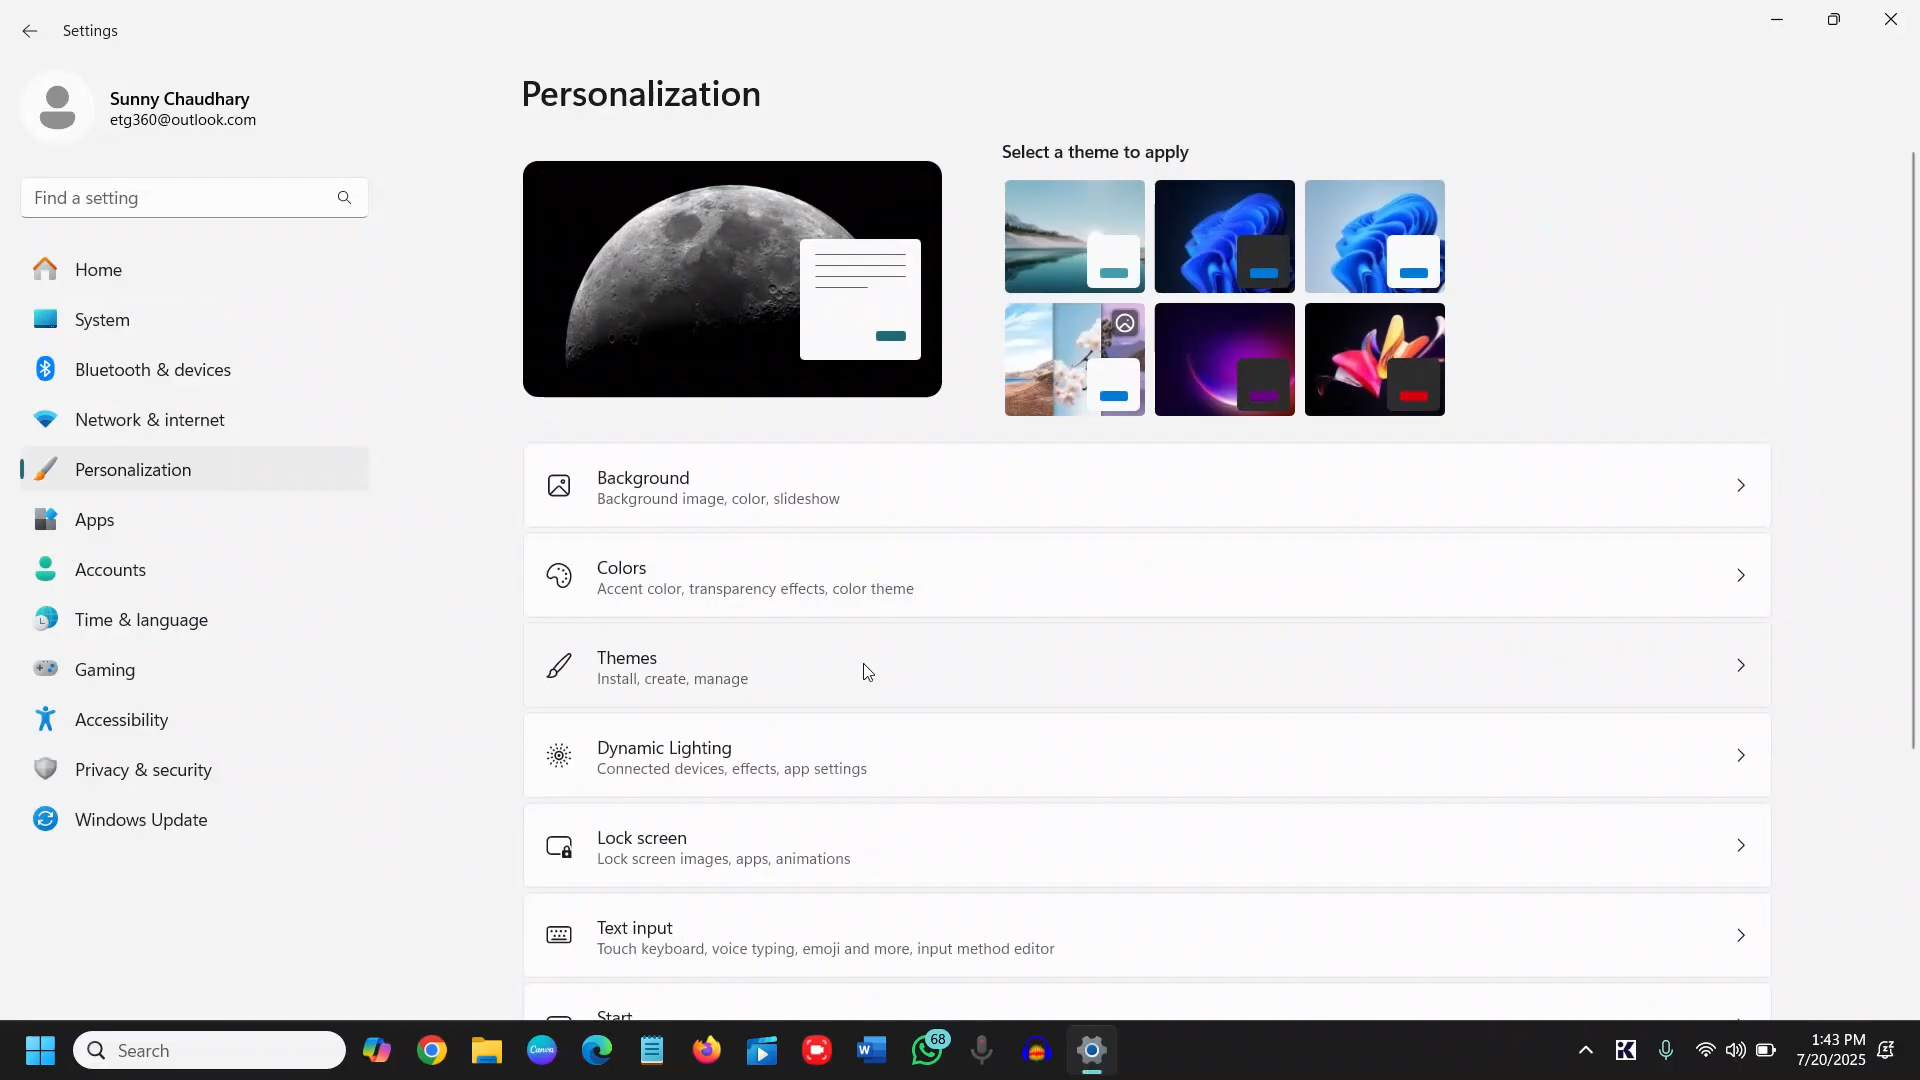 Settings
Sunny Chaudhary
etg360@outlook.com
Find a setting
Home
System
Bluetooth & devices
Network & internet
Personalization
Apps
Accounts
Time & language
Gaming
Accessibility
Privacy & security
Windows Update
Personalization
Select a theme to apply
Background
Background image, color, slideshow
Colors
Accent color, transparency effects, color theme
Themes
Install, create, manage
Dynamic Lighting
Connected devices, effects, app settings
Lock screen
Lock screen images, apps, animations
Text input
Touch keyboard, voice typing, emoji and more, input method editor
Start
Search
Canva
W
68
K
1:43 PM
7/20/2025